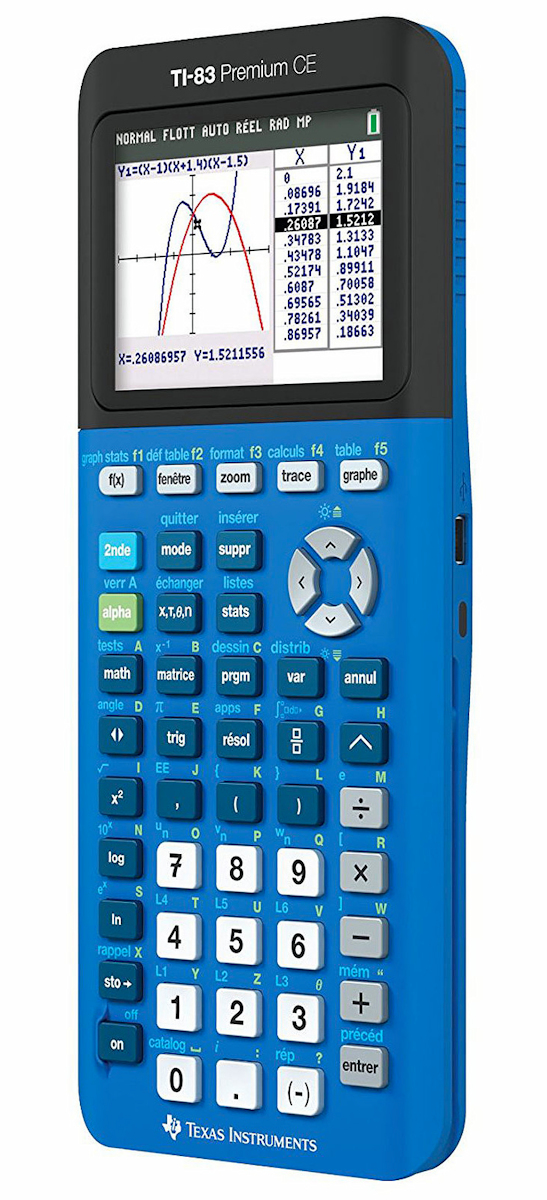 TI-83 Premium CE
NORMAL FLOTT AUTO RÉEL RAD MP
Y1=(X-1)(X+1.4)(X-1.5)
X Y1
0 2.1
.08696 1.9184
.17391 1.7242
.26087 1.5212
.34783 1.3133
.43478 1.1047
.52174 .89911
.6087 .70058
.69565 .51302
.78261 .34039
.86957 .18663
X=.26086957 Y=1.5211556
graph stats f1 déf table f2 format f3 calculs f4 table f5
f(x) fenêtre zoom trace graphe
quitter insérer
2nde mode suppr
verr A échanger listes
alpha X,T,θ,n stats
tests A x⁻¹ B dessin C distrib
math matrice prgm var annul
angle D π E apps F G H
trig résol
√ I EE J { K } L e M
x² , ( ) ÷
10ˣ N uₙ O vₙ P wₙ Q [ R
log 7 8 9 ×
eˣ S L4 T L5 U L6 V ] W
ln 4 5 6 −
rappel X L1 Y L2 Z L3 θ mém "
sto→ 1 2 3 +
off catalog ⎵ i : rép ? précéd
on 0 . (-) entrer
TEXAS INSTRUMENTS